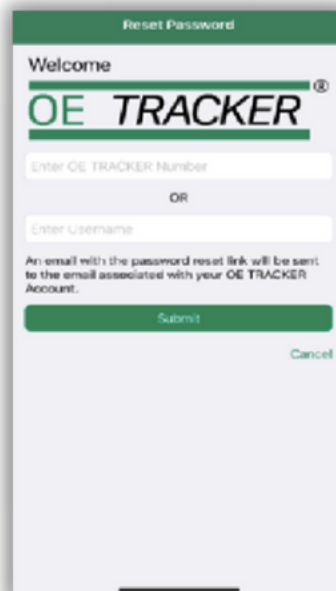 Reset Password
Welcome
OE TRACKER®
Enter OE TRACKER Number
OR
Enter Username
An email with the password reset link will be sent
to the email associated with your OE TRACKER
Account.
Submit
Cancel